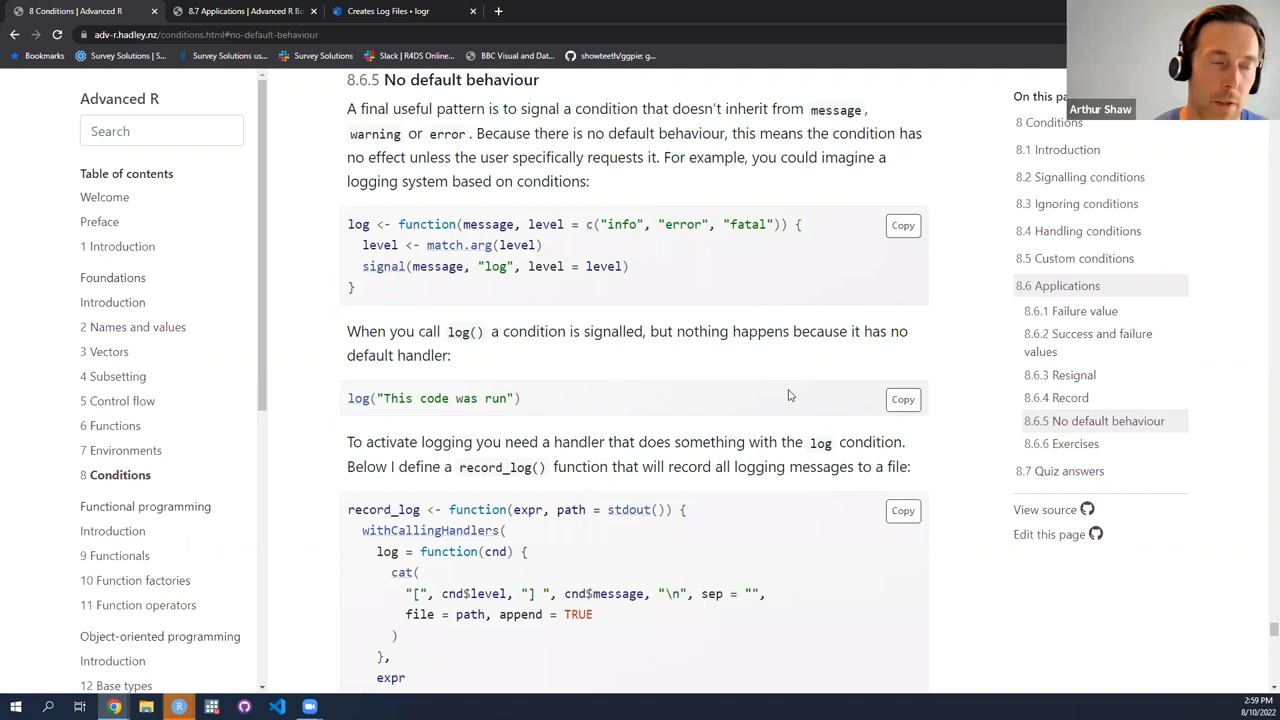 8 Conditions | Advanced R
8.7 Applications | Advanced R Bo
Creates Log Files • logr
adv-r.hadley.nz/conditions.html#no-default-behaviour
Bookmarks
Survey Solutions (...
Survey Solutions us...
Survey Solutions
Slack | R4DS Online...
BBC Visual and Dat...
showteeth/ggpie: g...
Arthur Shaw
Advanced R
Search
Table of contents
Welcome
Preface
1 Introduction
Foundations
Introduction
2 Names and values
3 Vectors
4 Subsetting
5 Control flow
6 Functions
7 Environments
8 Conditions
Functional programming
Introduction
9 Functionals
10 Function factories
11 Function operators
Object-oriented programming
Introduction
12 Base types
8.6.5 No default behaviour
A final useful pattern is to signal a condition that doesn’t inherit from message,
warning or error. Because there is no default behaviour, this means the condition has
no effect unless the user specifically requests it. For example, you could imagine a
logging system based on conditions:
log <- function(message, level = c("info", "error", "fatal")) {
level <- match.arg(level)
signal(message, "log", level = level)
}
Copy
When you call log() a condition is signalled, but nothing happens because it has no
default handler:
log("This code was run")
Copy
To activate logging you need a handler that does something with the log condition.
Below I define a record_log() function that will record all logging messages to a file:
record_log <- function(expr, path = stdout()) {
withCallingHandlers(
log = function(cnd) {
cat(
"[", cnd$level, "] ", cnd$message, "\n", sep = "",
file = path, append = TRUE
)
},
expr
Copy
On this pa
8 Conditions
8.1 Introduction
8.2 Signalling conditions
8.3 Ignoring conditions
8.4 Handling conditions
8.5 Custom conditions
8.6 Applications
8.6.1 Failure value
8.6.2 Success and failure
values
8.6.3 Resignal
8.6.4 Record
8.6.5 No default behaviour
8.6.6 Exercises
8.7 Quiz answers
View source
Edit this page
2:59 PM
8/10/2022